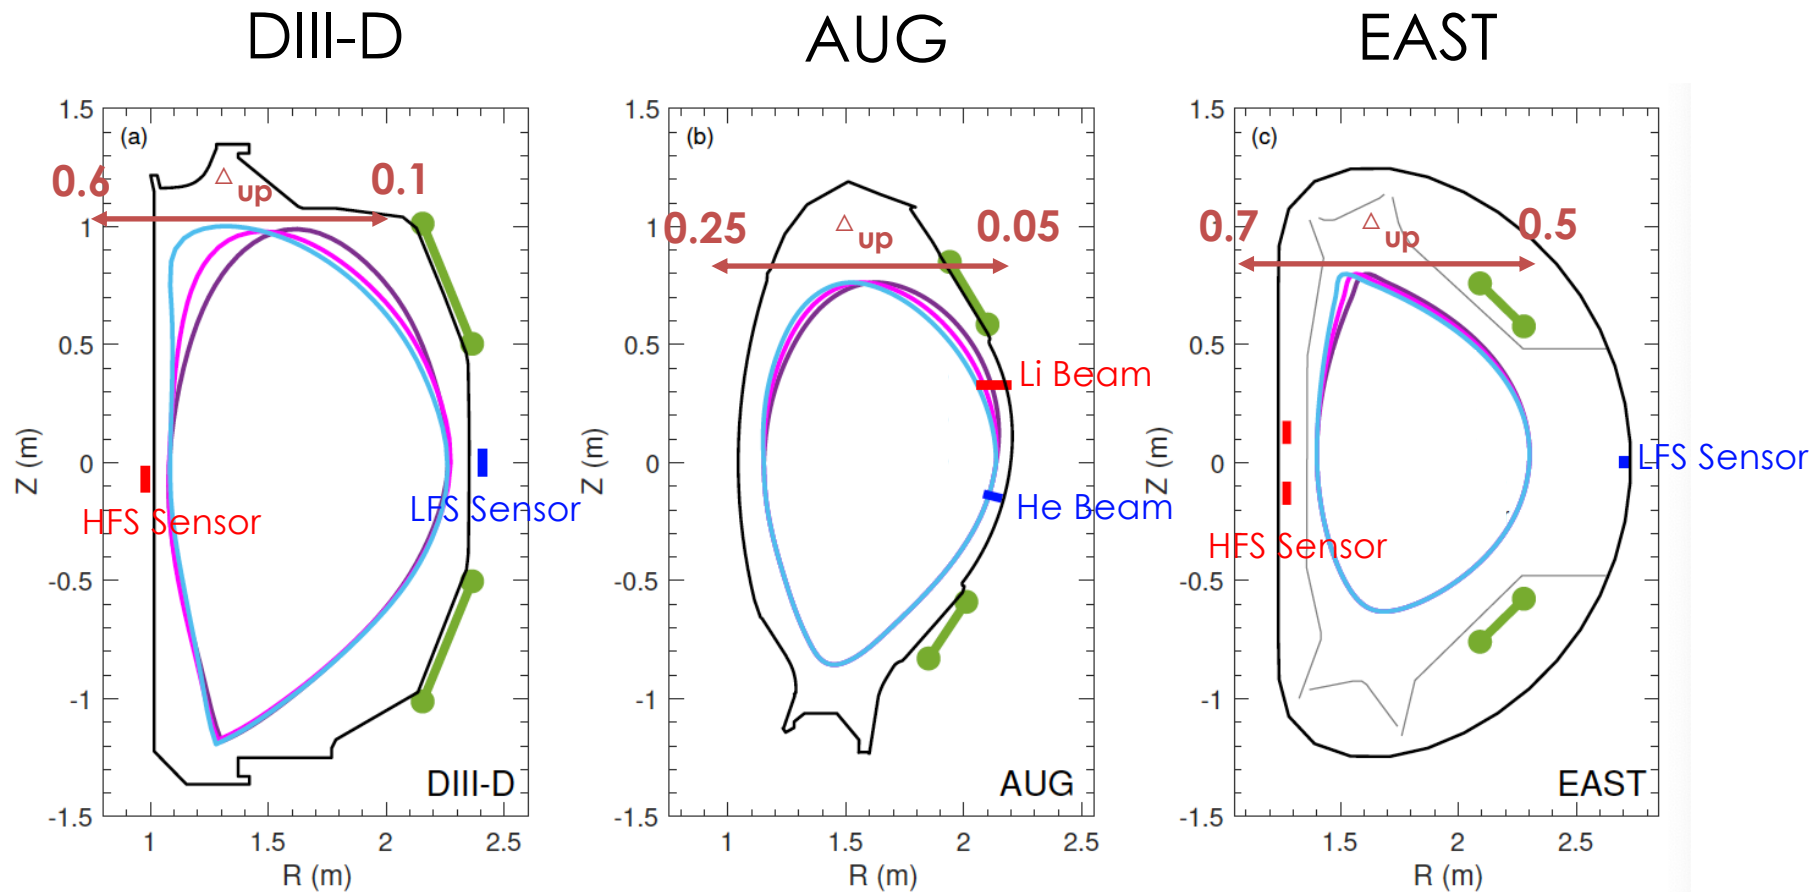 DIII-D
AUG
EAST
1.5
1
0.5
0
-0.5
-1
-1.5
Z (m)
(a)
0.6
△up
0.1
HFS Sensor
LFS Sensor
DIII-D
1
1.5
2
2.5
R (m)
1.5
1
0.5
0
-0.5
-1
-1.5
Z (m)
(b)
0.25
△up
0.05
Li Beam
He Beam
AUG
1
1.5
2
2.5
R (m)
1.5
1
0.5
0
-0.5
-1
-1.5
Z (m)
(c)
0.7
△up
0.5
LFS Sensor
HFS Sensor
EAST
1.5
2
2.5
R (m)